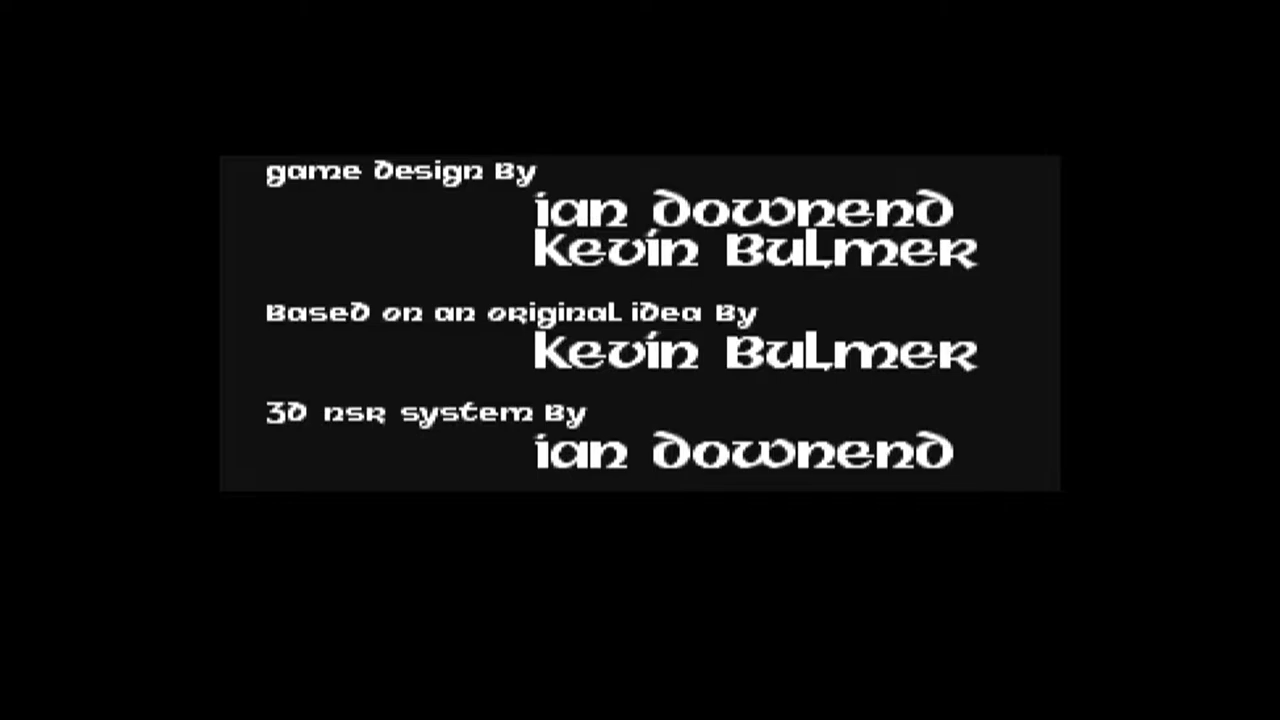 game design By
ian downend
kevin Bulmer
Based on an original idea By
kevin Bulmer
3d nsr system By
ian downend